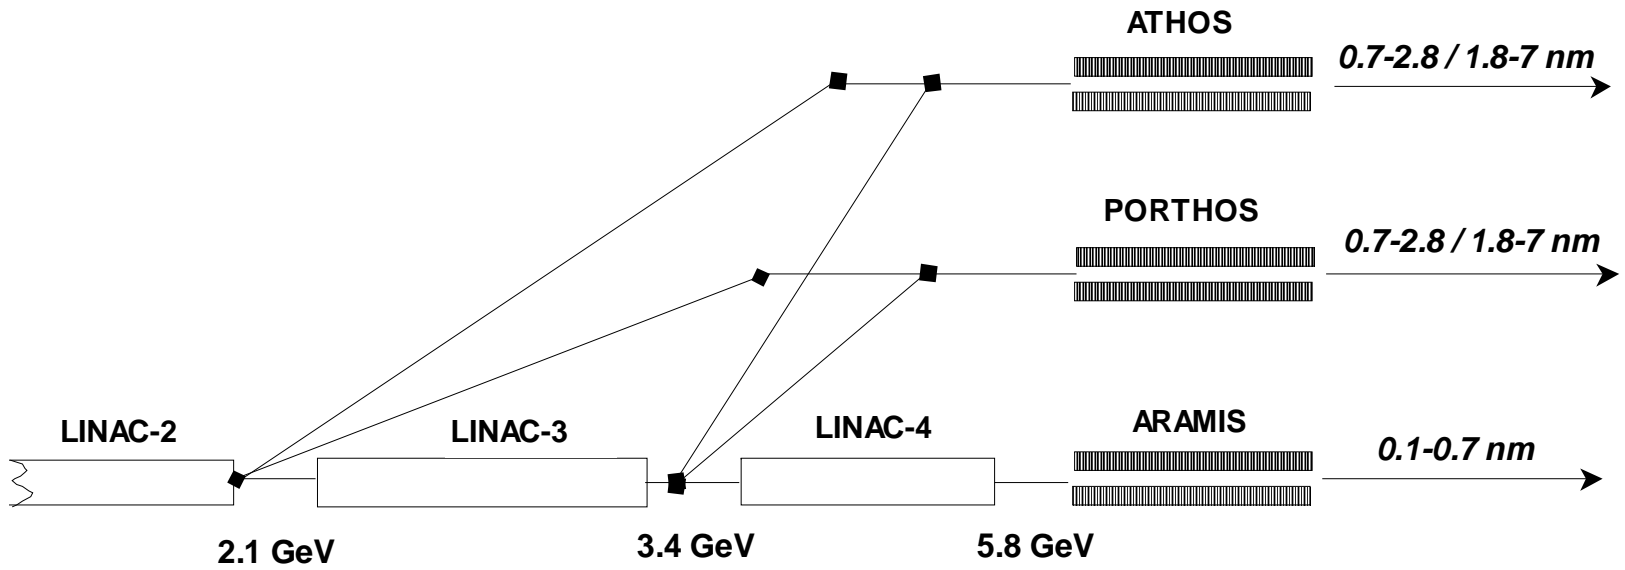 ATHOS
0.7-2.8 / 1.8-7 nm
PORTHOS
0.7-2.8 / 1.8-7 nm
LINAC-2
LINAC-3
LINAC-4
ARAMIS
0.1-0.7 nm
2.1 GeV
3.4 GeV
5.8 GeV